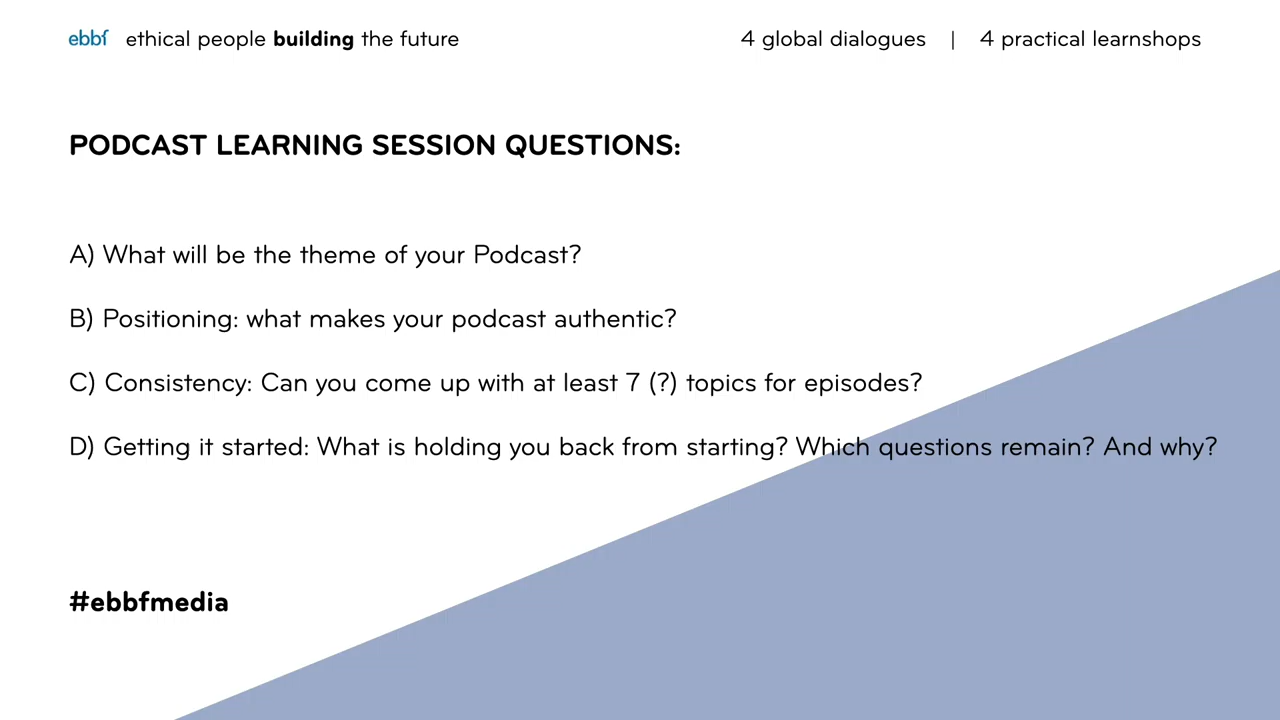 ebbf ethical people building the future 4 global dialogues | 4 practical learnshops
PODCAST LEARNING SESSION QUESTIONS:
A) What will be the theme of your Podcast?
B) Positioning: what makes your podcast authentic?
C) Consistency: Can you come up with at least 7 (?) topics for episodes?
D) Getting it started: What is holding you back from starting? Which questions remain? And why?
#ebbfmedia